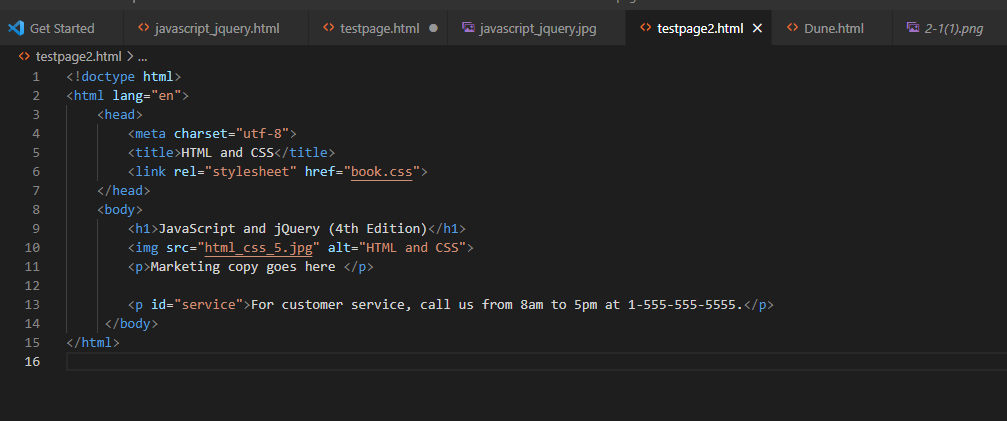 Get Started javascript_jquery.html testpage.html javascript_jquery.jpg testpage2.html Dune.html 2-1(1).png
testpage2.html > ...
1 <!doctype html>
2 <html lang="en">
3 <head>
4 <meta charset="utf-8">
5 <title>HTML and CSS</title>
6 <link rel="stylesheet" href="book.css">
7 </head>
8 <body>
9 <h1>JavaScript and jQuery (4th Edition)</h1>
10 <img src="html_css_5.jpg" alt="HTML and CSS">
11 <p>Marketing copy goes here </p>
12
13 <p id="service">For customer service, call us from 8am to 5pm at 1-555-555-5555.</p>
14 </body>
15 </html>
16